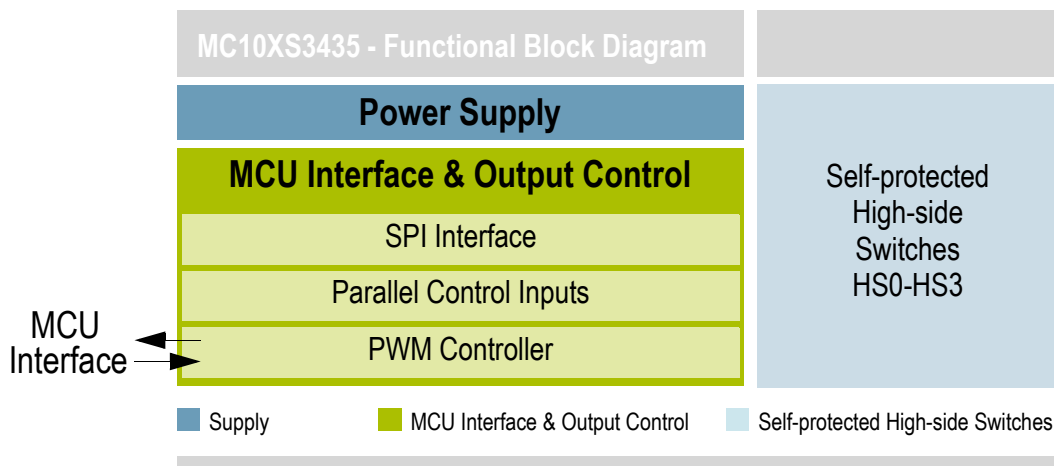 MC10XS3435 - Functional Block Diagram
Power Supply
MCU Interface & Output Control
SPI Interface
Parallel Control Inputs
PWM Controller
MCU
Interface
Self-protected
High-side
Switches
HS0-HS3
Supply
MCU Interface & Output Control
Self-protected High-side Switches